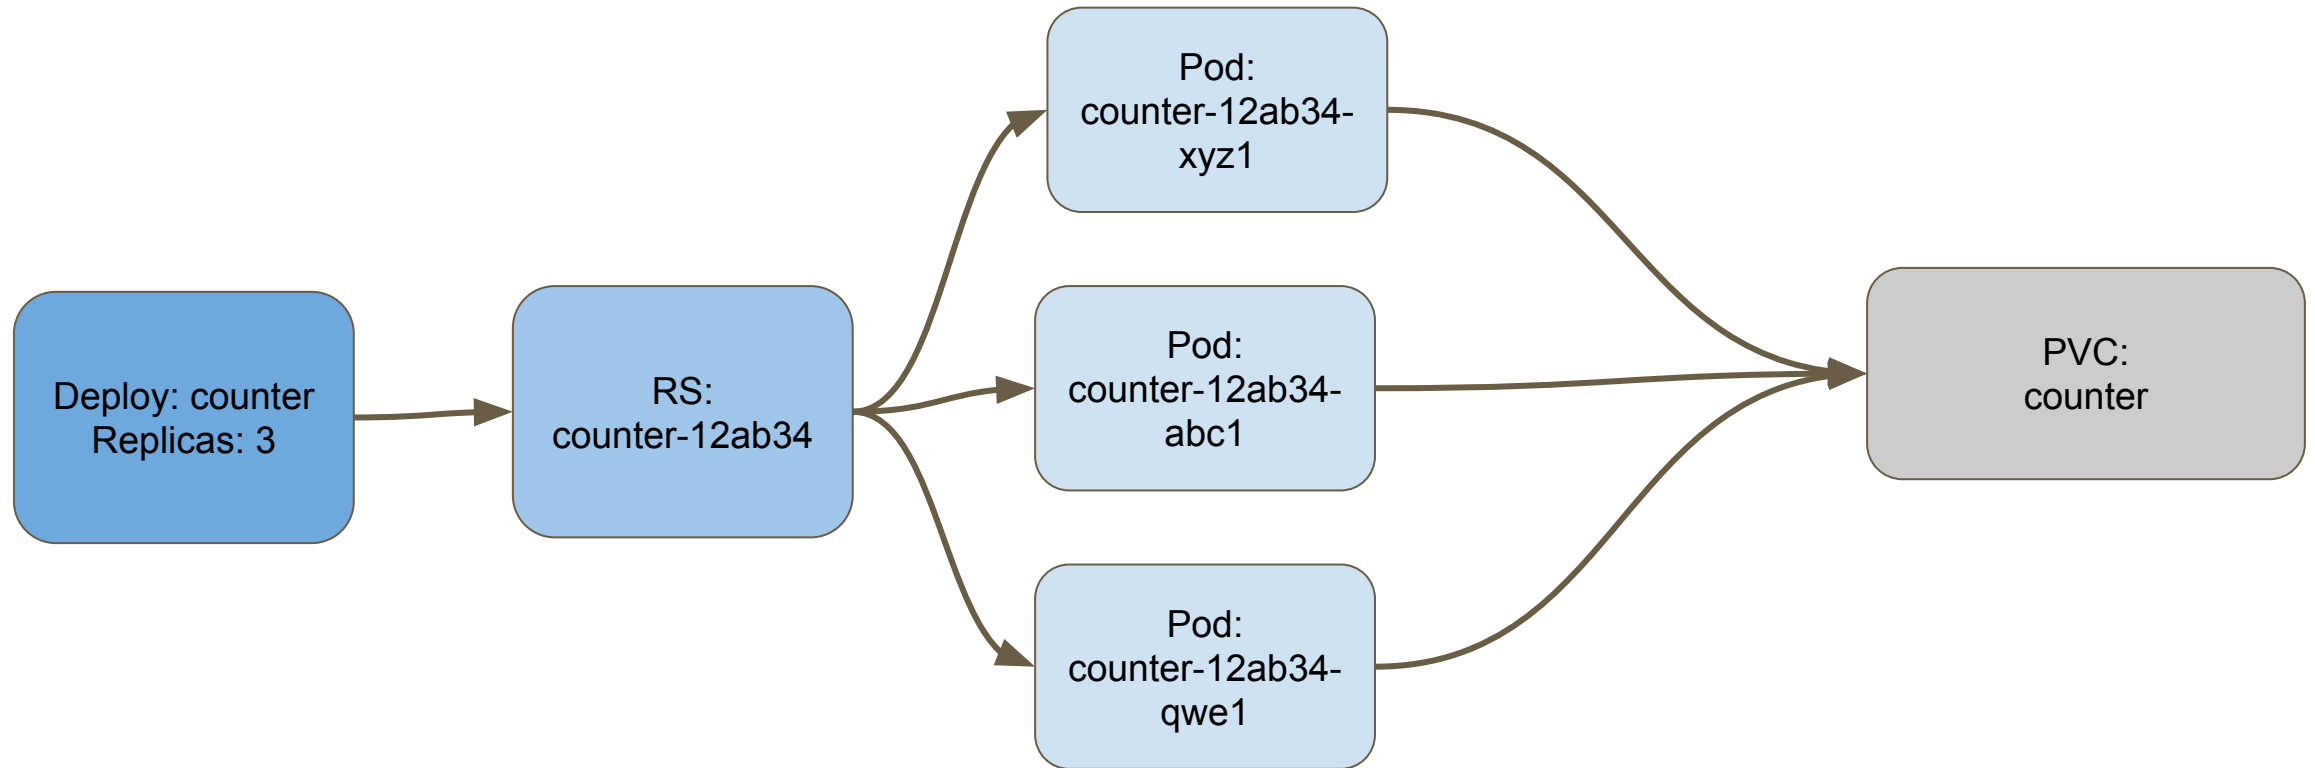 Deploy: counter
Replicas: 3
RS:
counter-12ab34
Pod:
counter-12ab34-
xyz1
Pod:
counter-12ab34-
abc1
Pod:
counter-12ab34-
qwe1
PVC:
counter